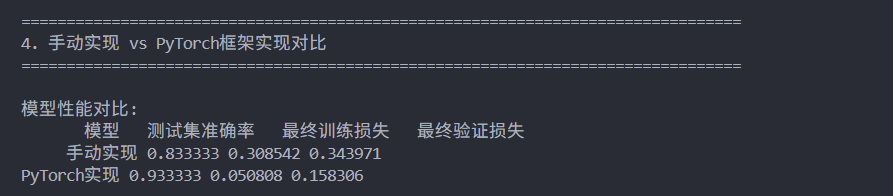 ================================================================================
4. 手动实现 vs PyTorch框架实现对比
================================================================================
模型性能对比:
模型 测试集准确率 最终训练损失 最终验证损失
手动实现 0.833333 0.308542 0.343971
PyTorch实现 0.933333 0.050808 0.158306